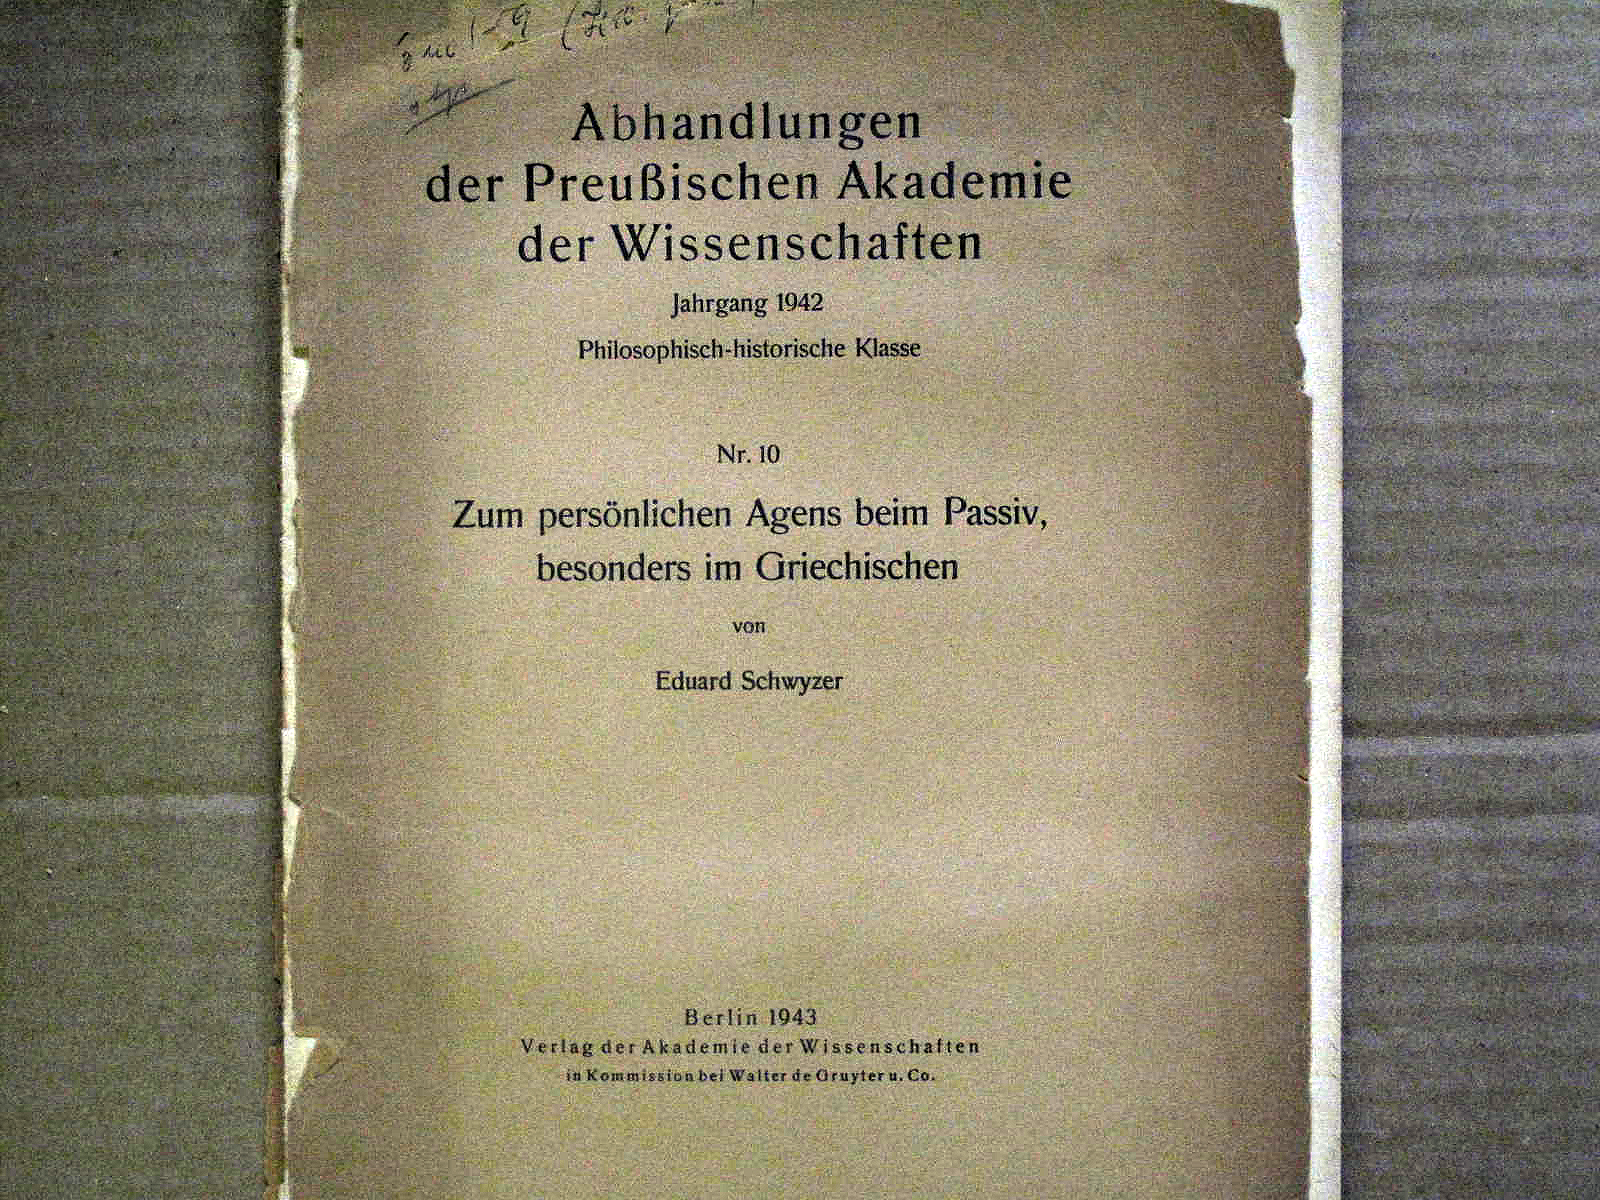 Abhandlungen
der Preußischen Akademie
der Wissenschaften
Jahrgang 1942
Philosophisch-historische Klasse
Nr. 10
Zum persönlichen Agens beim Passiv,
besonders im Griechischen
von
Eduard Schwyzer
Berlin 1943
Verlag der Akademie der Wissenschaften
in Kommission bei Walter de Gruyter u. Co.